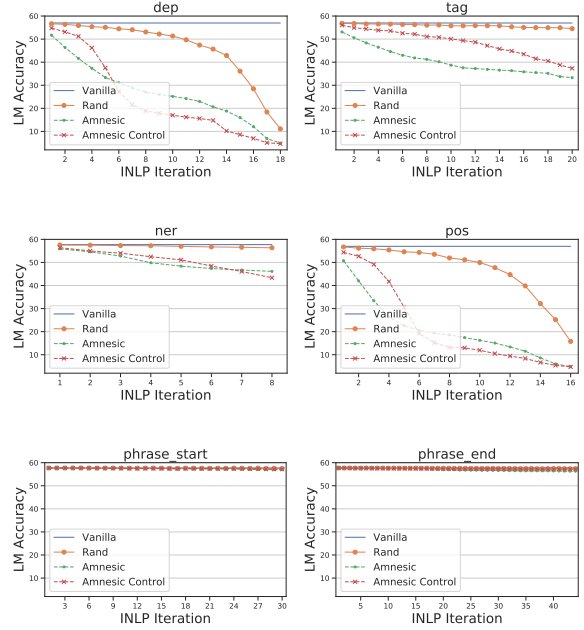 dep
LM Accuracy
60
50
40
30
20
10
Vanilla
Rand
Amnesic
Amnesic Control
2 4 6 8 10 12 14 16 18
INLP Iteration
tag
LM Accuracy
60
50
40
30
20
10
Vanilla
Rand
Amnesic
Amnesic Control
2 4 6 8 10 12 14 16 18 20
INLP Iteration
ner
LM Accuracy
60
50
40
30
20
10
Vanilla
Rand
Amnesic
Amnesic Control
1 2 3 4 5 6 7 8
INLP Iteration
pos
LM Accuracy
60
50
40
30
20
10
Vanilla
Rand
Amnesic
Amnesic Control
2 4 6 8 10 12 14 16
INLP Iteration
phrase_start
LM Accuracy
60
50
40
30
20
10
Vanilla
Rand
Amnesic
Amnesic Control
3 6 9 12 15 18 21 24 27 30
INLP Iteration
phrase_end
LM Accuracy
60
50
40
30
20
10
Vanilla
Rand
Amnesic
Amnesic Control
5 10 15 20 25 30 35 40
INLP Iteration